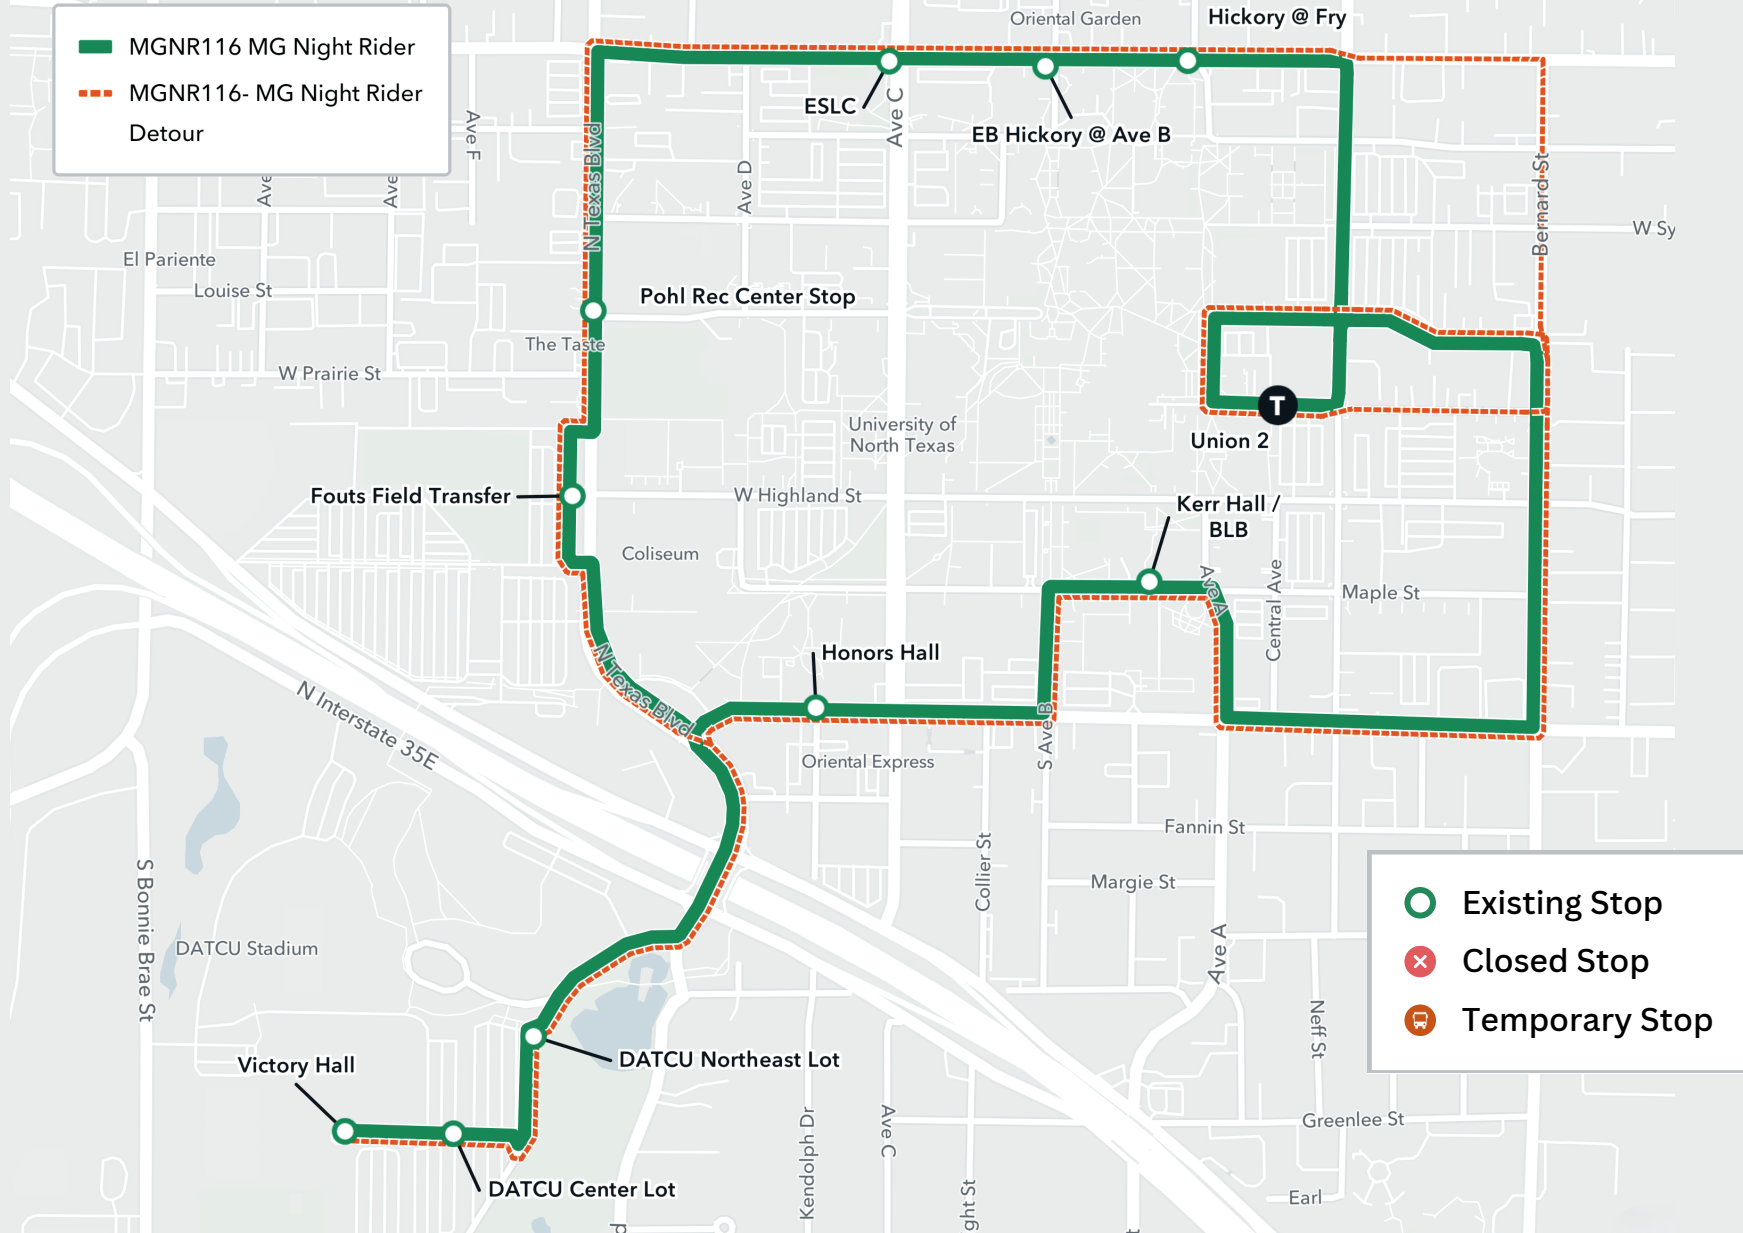 MGNR116 MG Night Rider
MGNR116- MG Night Rider
Detour
Oriental Garden
Hickory @ Fry
ESLC
EB Hickory @ Ave B
Ave C
Ave F
Ave
Ave
Ave D
N Texas Blvd
Bernard St
W Sy
El Pariente
Louise St
Pohl Rec Center Stop
The Taste
W Prairie St
University of
North Texas
T
Union 2
Fouts Field Transfer
W Highland St
Kerr Hall /
BLB
Coliseum
Ave A
Central Ave
Maple St
Honors Hall
N Texas Blvd
N Interstate 35E
S Ave B
Oriental Express
Fannin St
Collier St
Margie St
S Bonnie Brae St
DATCU Stadium
Ave A
Existing Stop
Closed Stop
Temporary Stop
Neff St
Victory Hall
DATCU Northeast Lot
Kendolph Dr
Ave C
Greenlee St
DATCU Center Lot
ght St
Earl